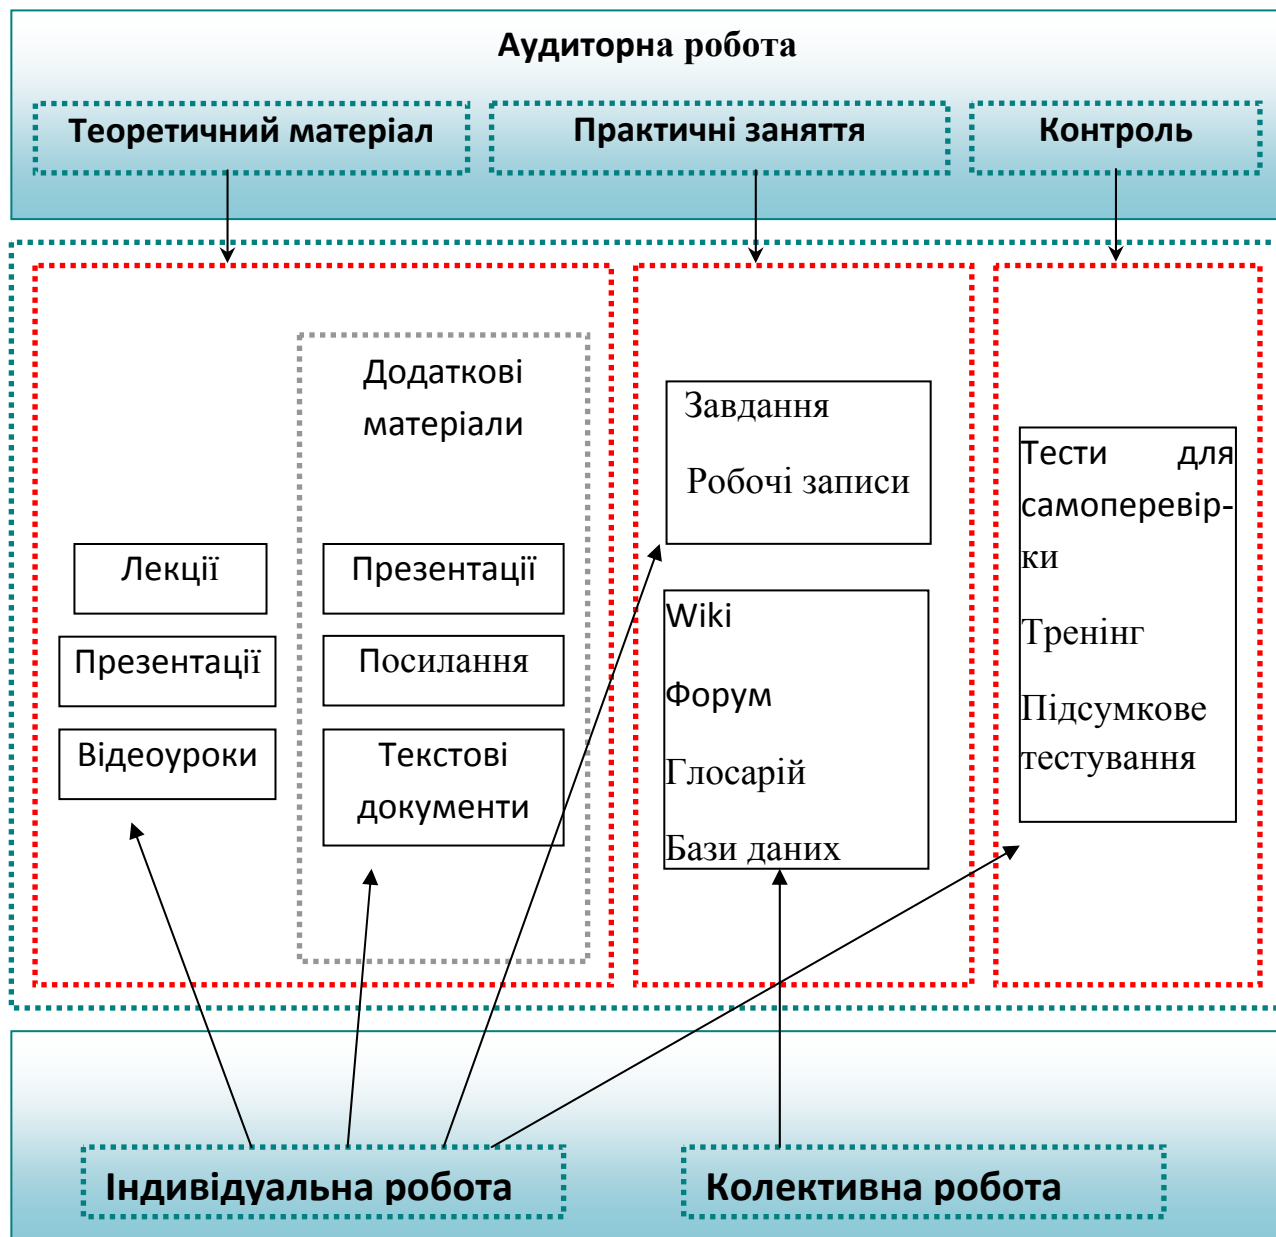 Аудиторна робота
Теоретичний матеріал
Практичні заняття
Контроль
Додаткові
матеріали
Лекції
Презентації
Відеоуроки
Презентації
Посилання
Текстові
документи
Завдання
Робочі записи
Wiki
Форум
Глосарій
Бази даних
Тести для
самоперевір-
ки
Тренінг
Підсумкове
тестування
Індивідуальна робота
Колективна робота